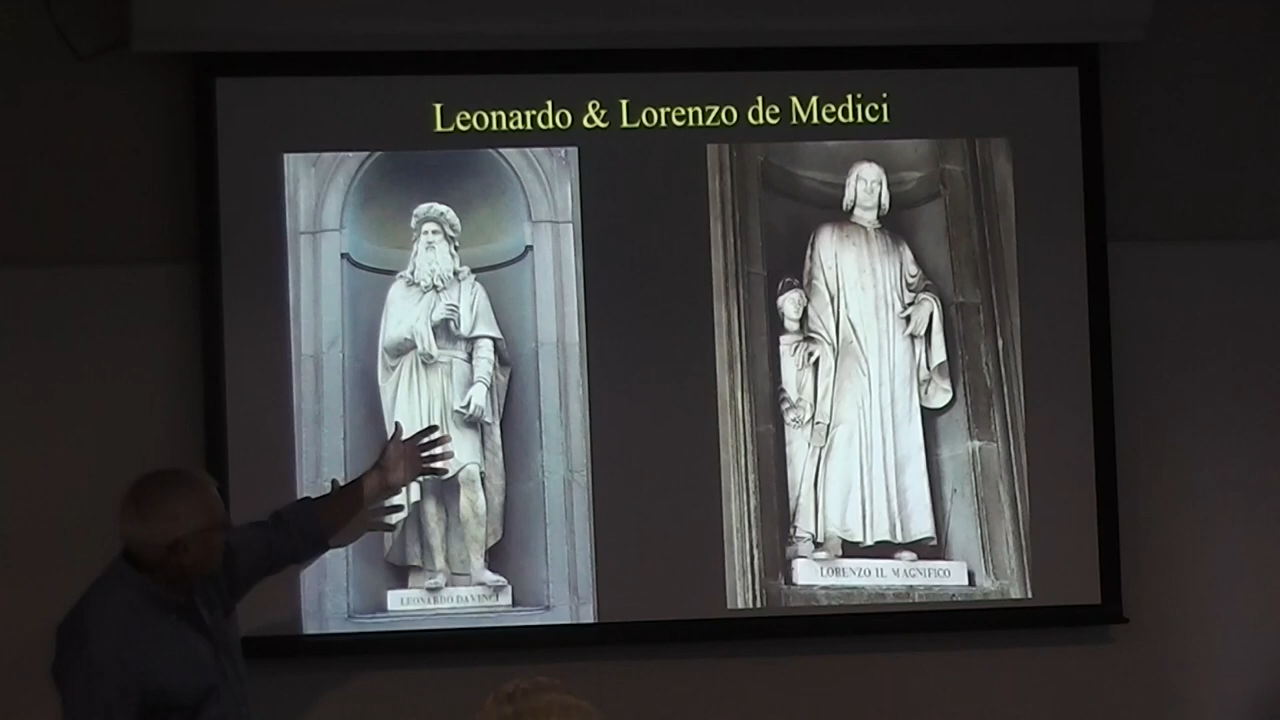 Leonardo & Lorenzo de Medici
LEONARDO DA VINCI
LORENZO IL MAGNIFICO